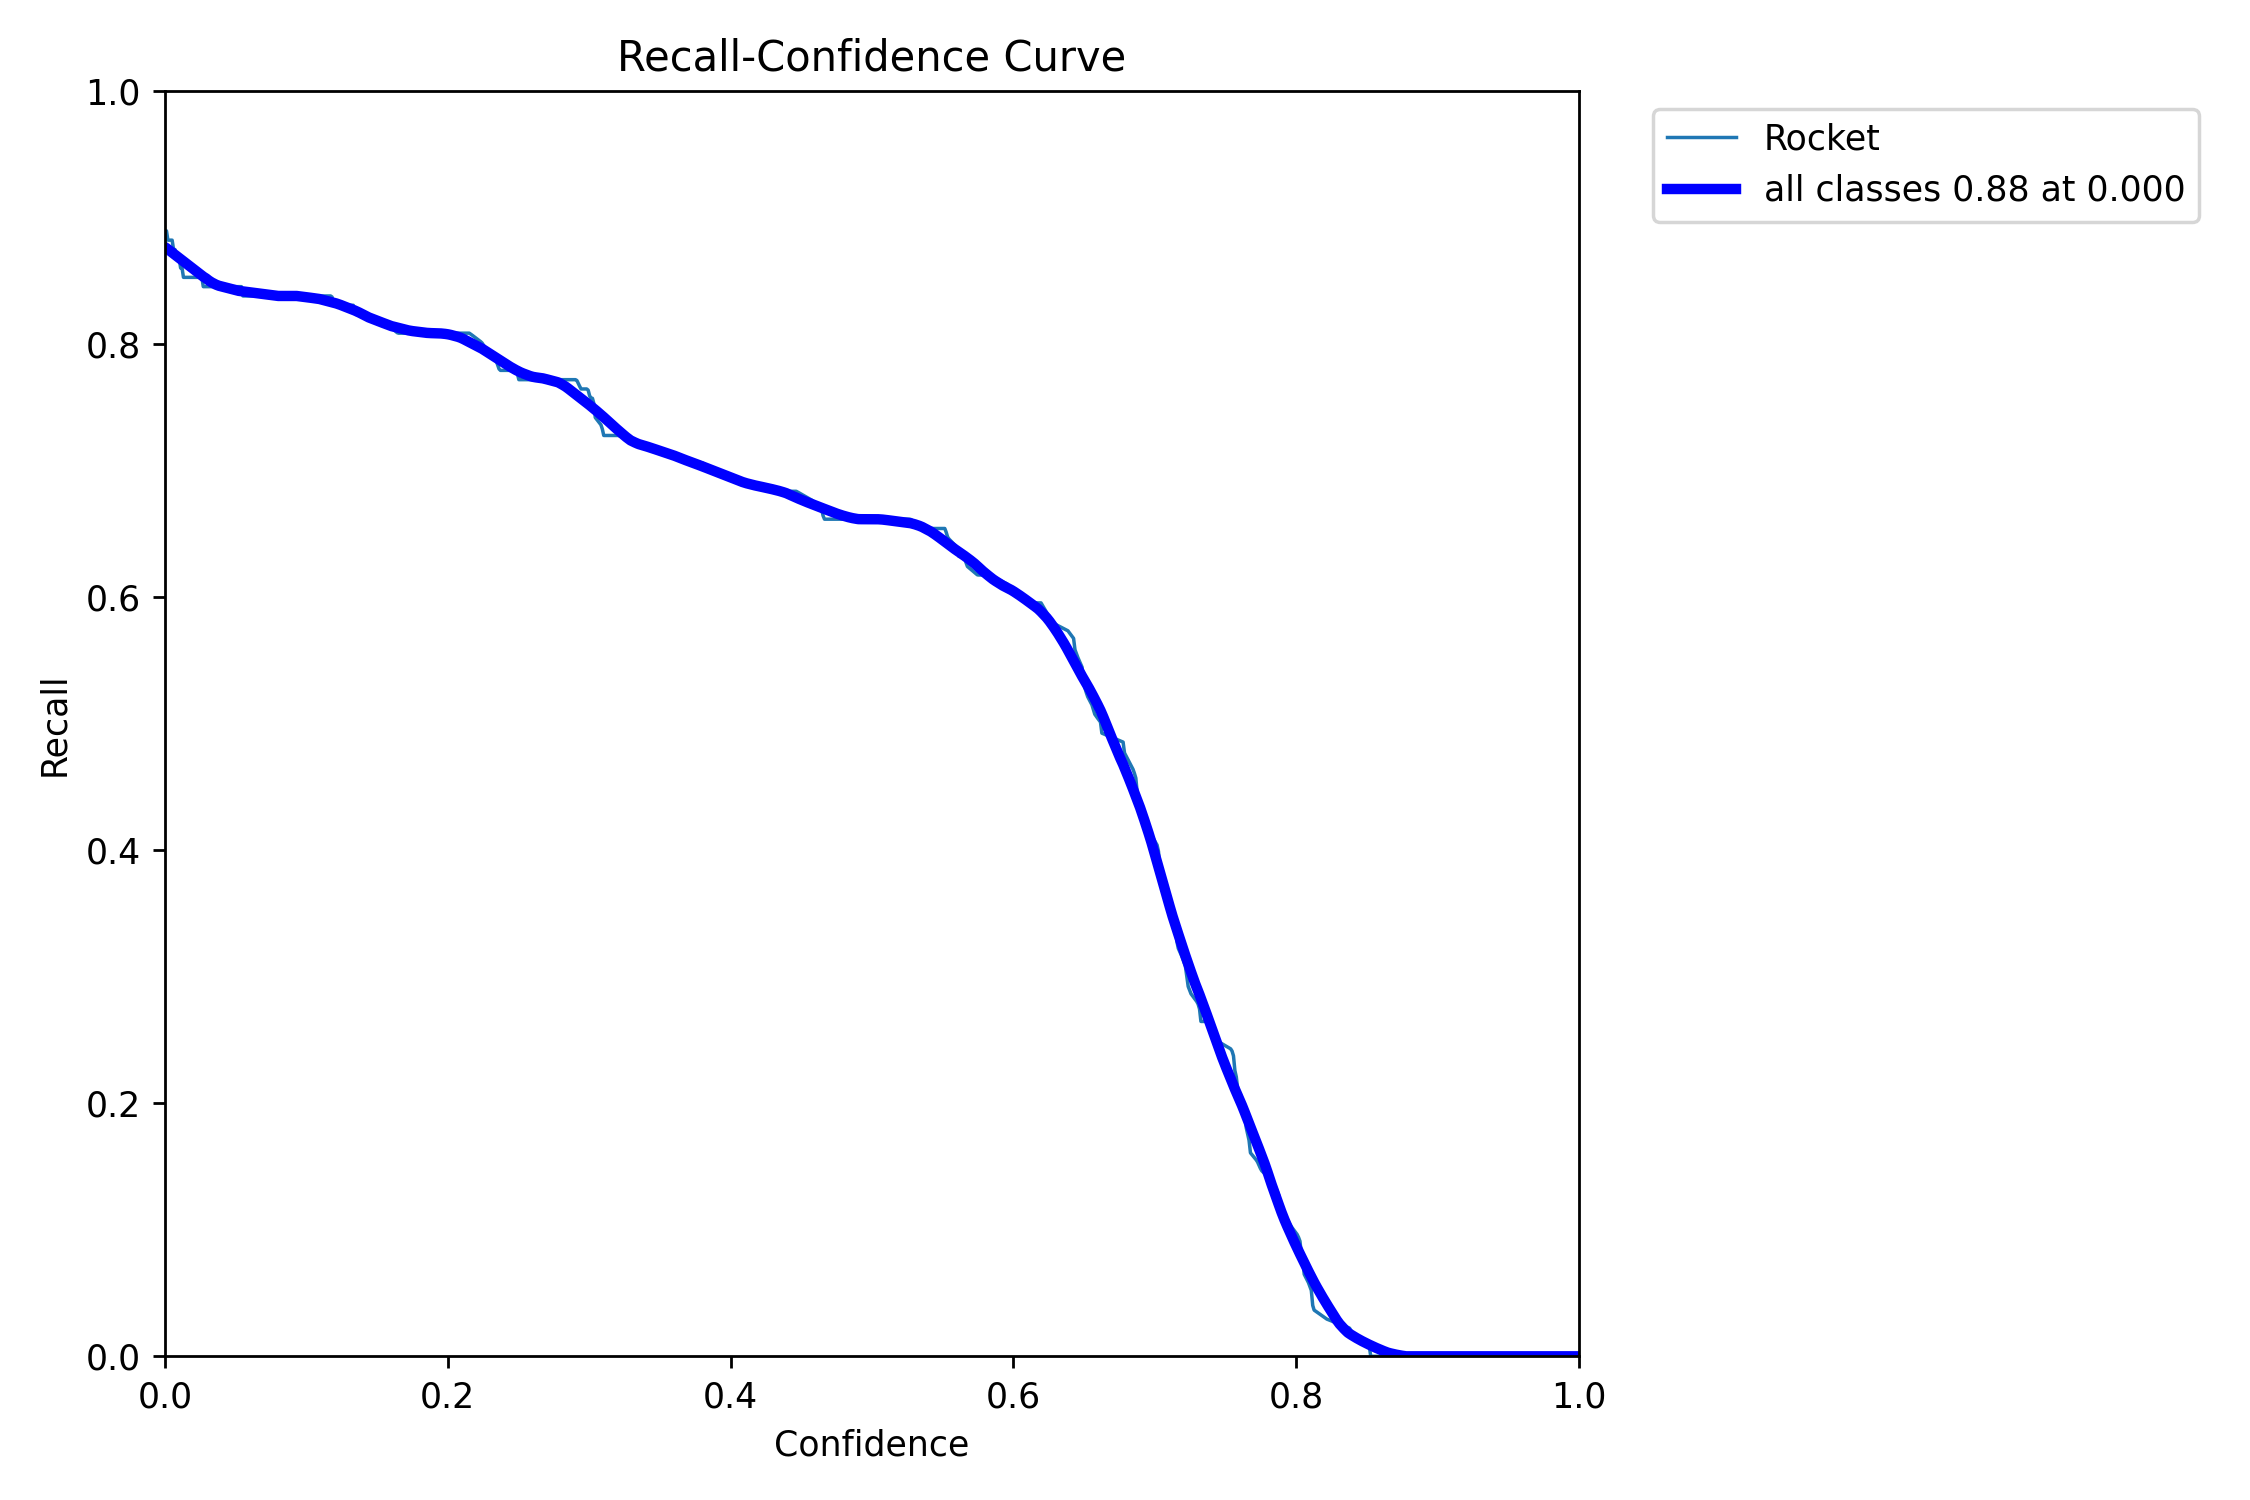 Recall-Confidence Curve
1.0
0.8
0.6
0.4
0.2
0.0
Recall
0.0 0.2 0.4 0.6 0.8 1.0
Confidence
Rocket
all classes 0.88 at 0.000